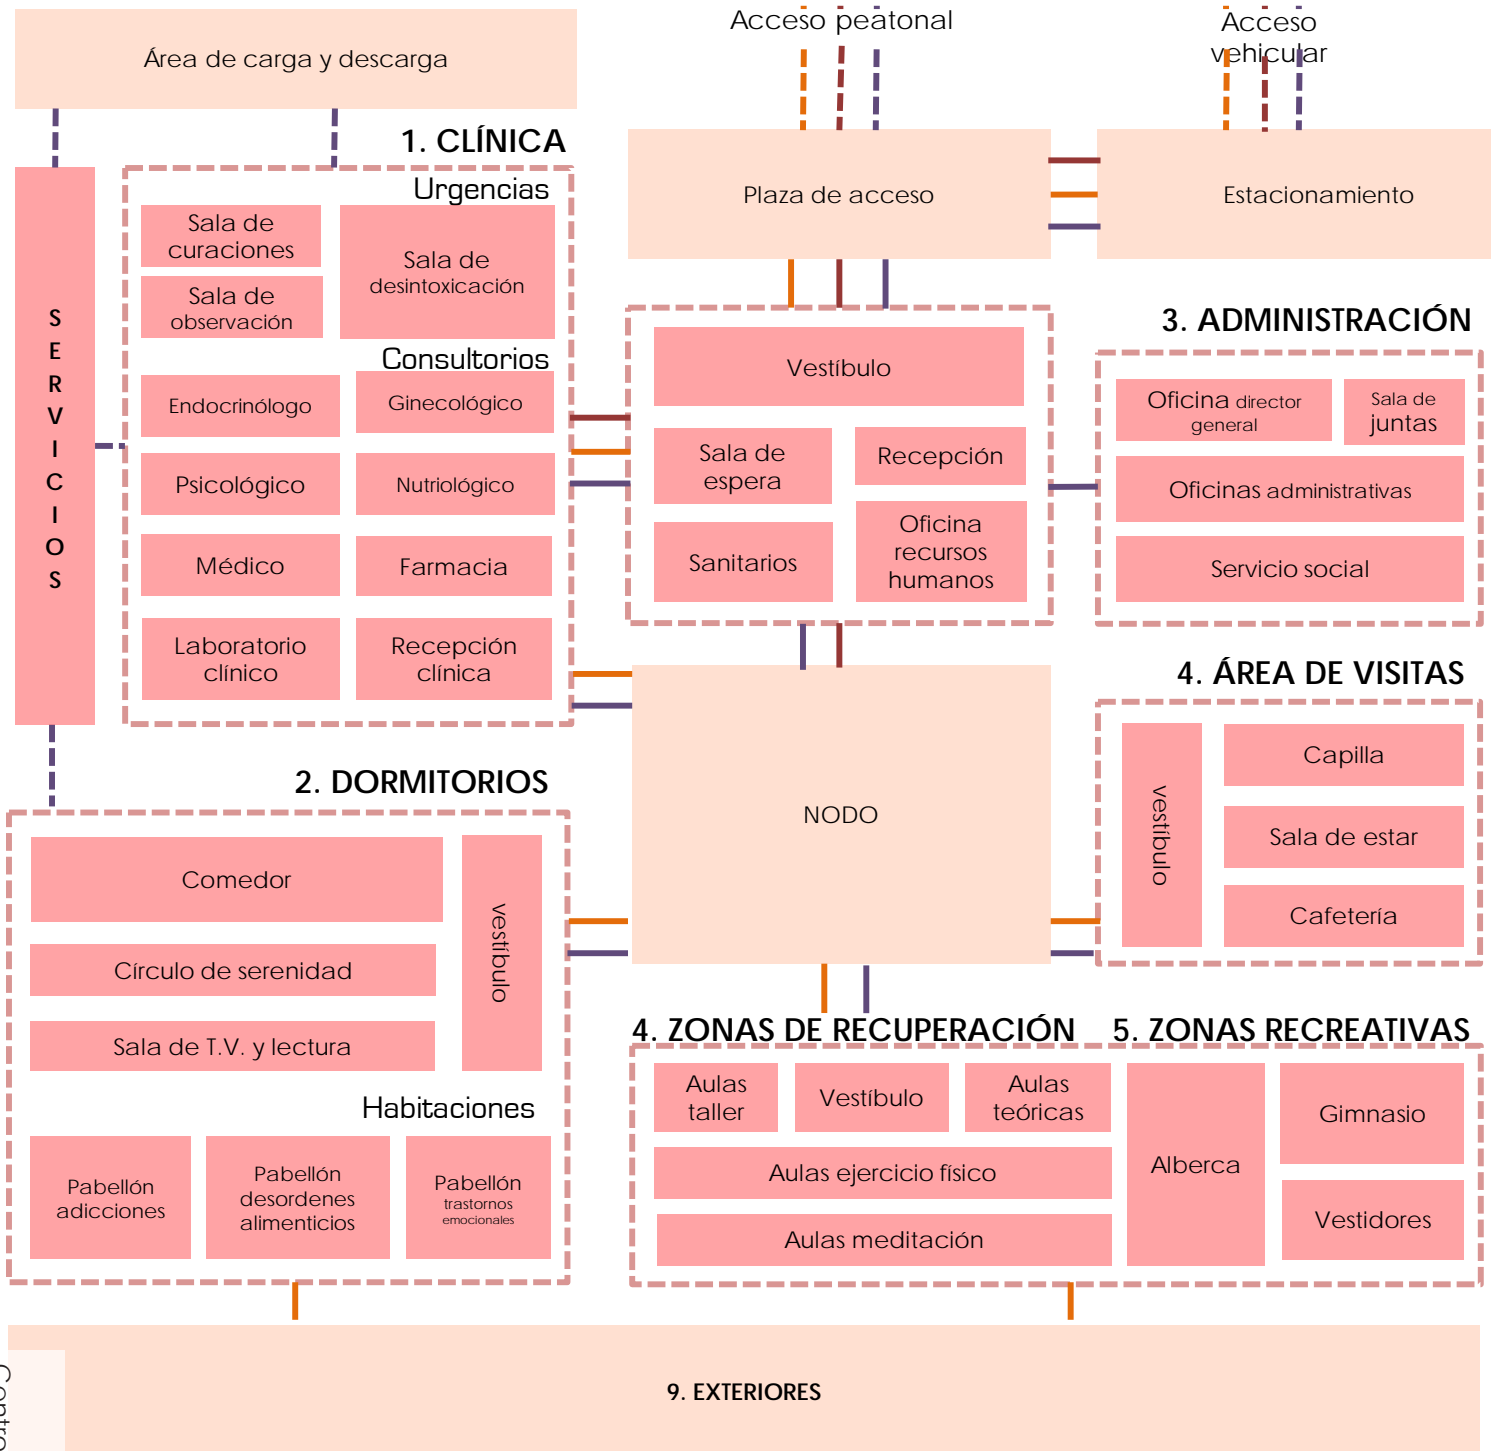 Área de carga y descarga
Acceso peatonal
Acceso
vehicular
1. CLÍNICA
Urgencias
Sala de
curaciones
Sala de
observación
Sala de
desintoxicación
Consultorios
Endocrinólogo
Ginecológico
Psicológico
Nutriológico
Médico
Farmacia
Laboratorio
clínico
Recepción
clínica
S
E
R
V
I
C
I
O
S
Plaza de acceso
Estacionamiento
Vestíbulo
Sala de
espera
Recepción
Sanitarios
Oficina
recursos
humanos
3. ADMINISTRACIÓN
Oficina director
general
Sala de
juntas
Oficinas administrativas
Servicio social
NODO
4. ÁREA DE VISITAS
vestíbulo
Capilla
Sala de estar
Cafetería
2. DORMITORIOS
Comedor
vestíbulo
Círculo de serenidad
Sala de T.V. y lectura
Habitaciones
Pabellón
adicciones
Pabellón
desordenes
alimenticios
Pabellón
trastornos
emocionales
4. ZONAS DE RECUPERACIÓN
5. ZONAS RECREATIVAS
Aulas
taller
Vestíbulo
Aulas
teóricas
Aulas ejercicio físico
Aulas meditación
Alberca
Gimnasio
Vestidores
9. EXTERIORES